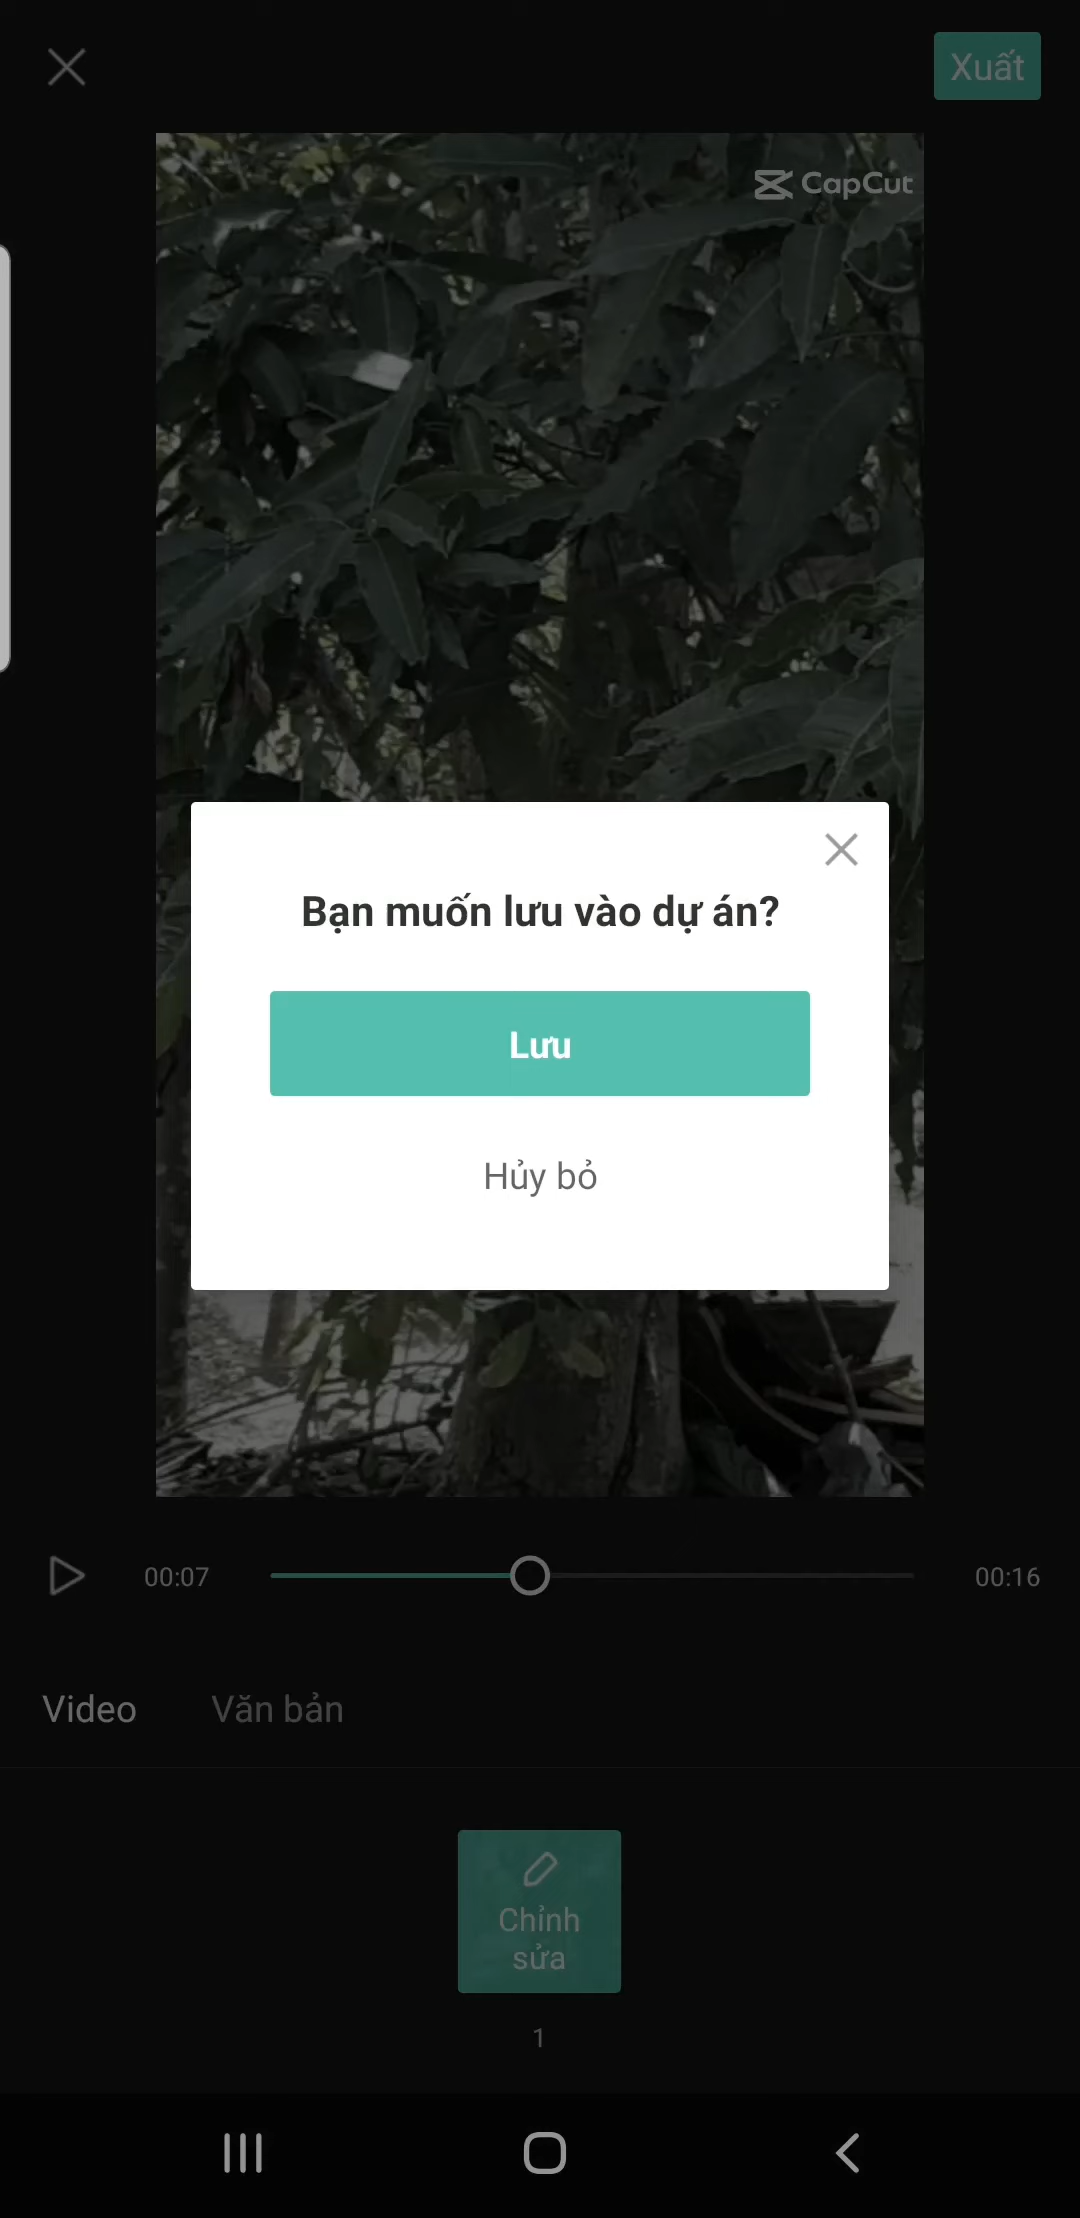 Xuất
CapCut
Bạn muốn lưu vào dự án?
Lưu
Hủy bỏ
00:07
00:16
Video
Văn bản
Chỉnh
sửa
1